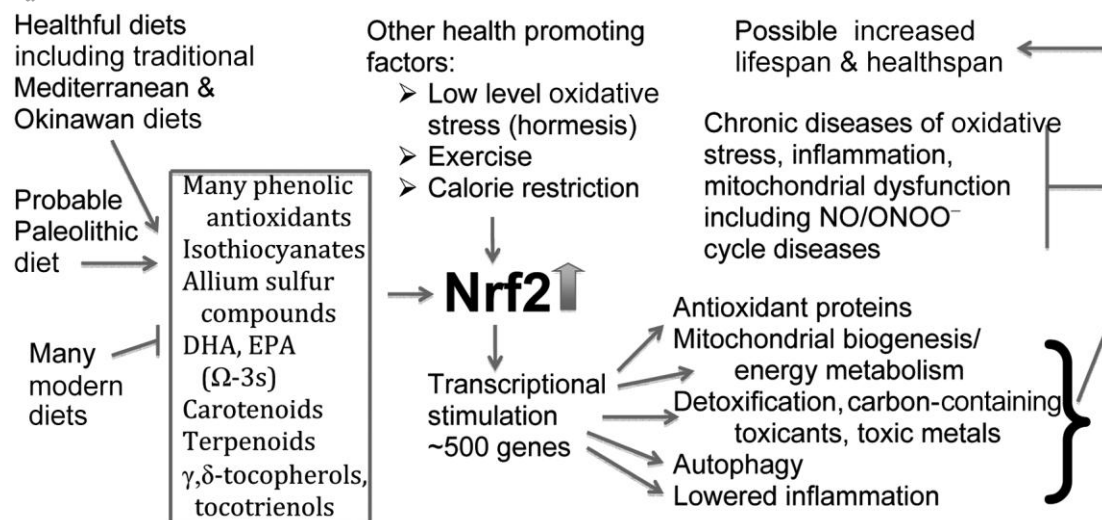 Healthful diets
including traditional
Mediterranean &
Okinawan diets
Probable
Paleolithic
diet
Many
modern
diets
Many phenolic
antioxidants
Isothiocyanates
Allium sulfur
compounds
DHA, EPA
(Ω-3s)
Carotenoids
Terpenoids
γ,δ-tocopherols,
tocotrienols
Other health promoting
factors:
➢ Low level oxidative
stress (hormesis)
➢ Exercise
➢ Calorie restriction
Nrf2
Transcriptional
stimulation
~500 genes
Possible increased
lifespan & healthspan
Chronic diseases of oxidative
stress, inflammation,
mitochondrial dysfunction
including NO/ONOO⁻
cycle diseases
Antioxidant proteins
Mitochondrial biogenesis/
energy metabolism
Detoxification, carbon-containing
toxicants, toxic metals
Autophagy
Lowered inflammation